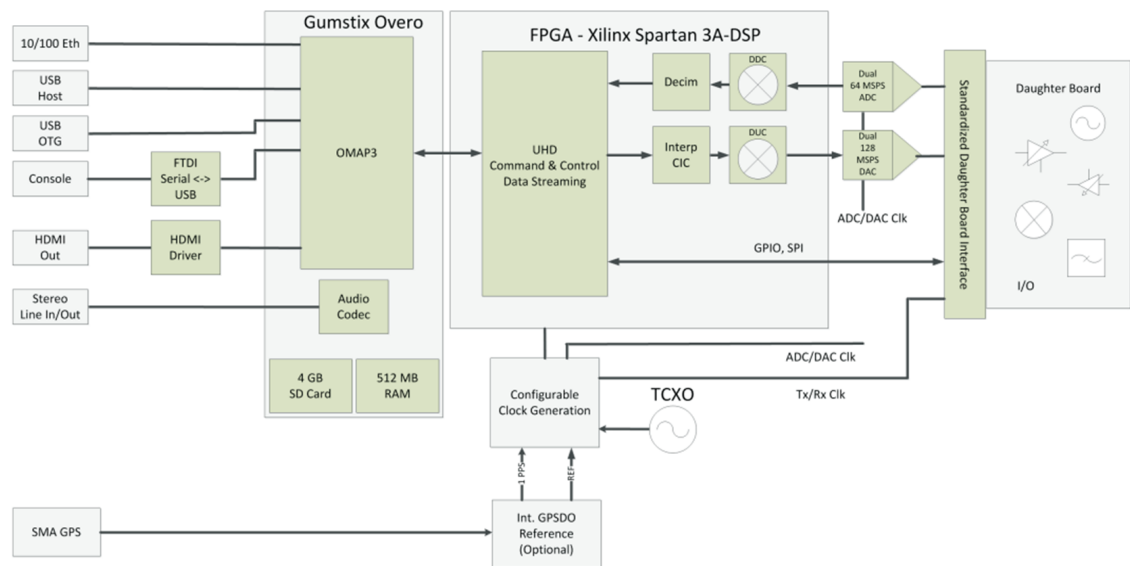 Gumstix Overo
FPGA - Xilinx Spartan 3A-DSP
10/100 Eth
USB
Host
USB
OTG
Console
FTDI
Serial <->
USB
HDMI
Out
HDMI
Driver
Stereo
Line In/Out
OMAP3
Audio
Codec
4 GB
SD Card
512 MB
RAM
UHD
Command & Control
Data Streaming
Decim
DDC
Interp
CIC
DUC
Dual
64 MSPS
ADC
Dual
128
MSPS
DAC
ADC/DAC Clk
GPIO, SPI
Standardized Daughter Board Interface
Daughter Board
I/O
ADC/DAC Clk
Tx/Rx Clk
Configurable
Clock Generation
TCXO
1 PPS
REF
SMA GPS
Int. GPSDO
Reference
(Optional)